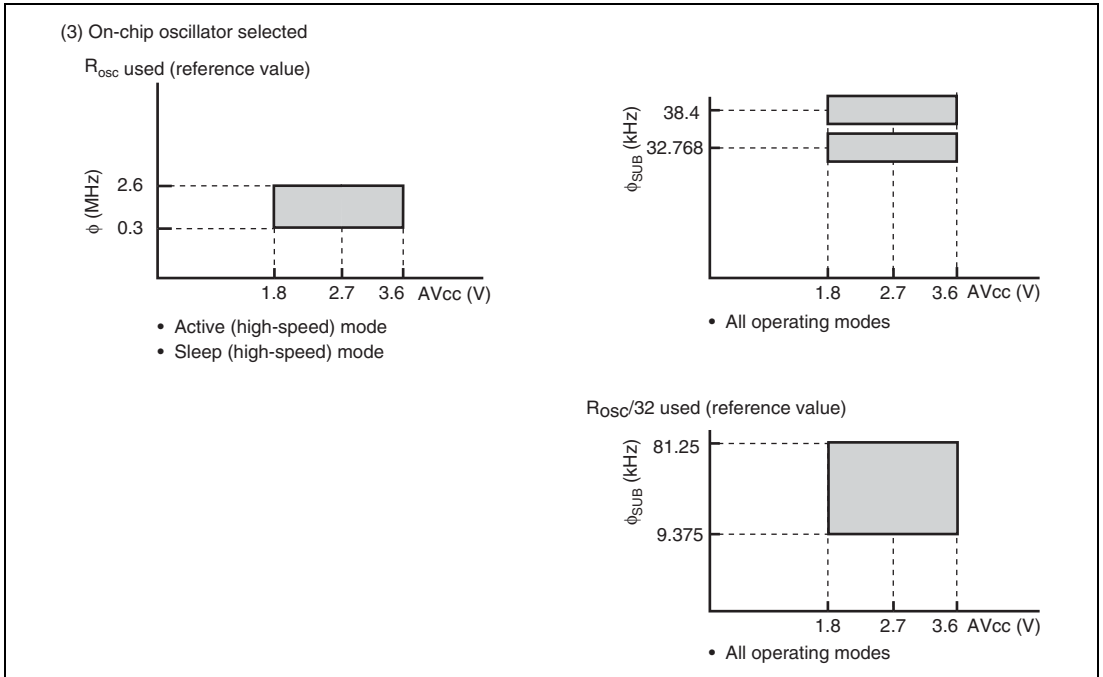 (3) On-chip oscillator selected
Rosc used (reference value)
φ (MHz)
2.6
0.3
1.8 2.7 3.6 AVcc (V)
• Active (high-speed) mode
• Sleep (high-speed) mode
φSUB (kHz)
38.4
32.768
1.8 2.7 3.6 AVcc (V)
• All operating modes
ROSC/32 used (reference value)
φSUB (kHz)
81.25
9.375
1.8 2.7 3.6 AVcc (V)
• All operating modes